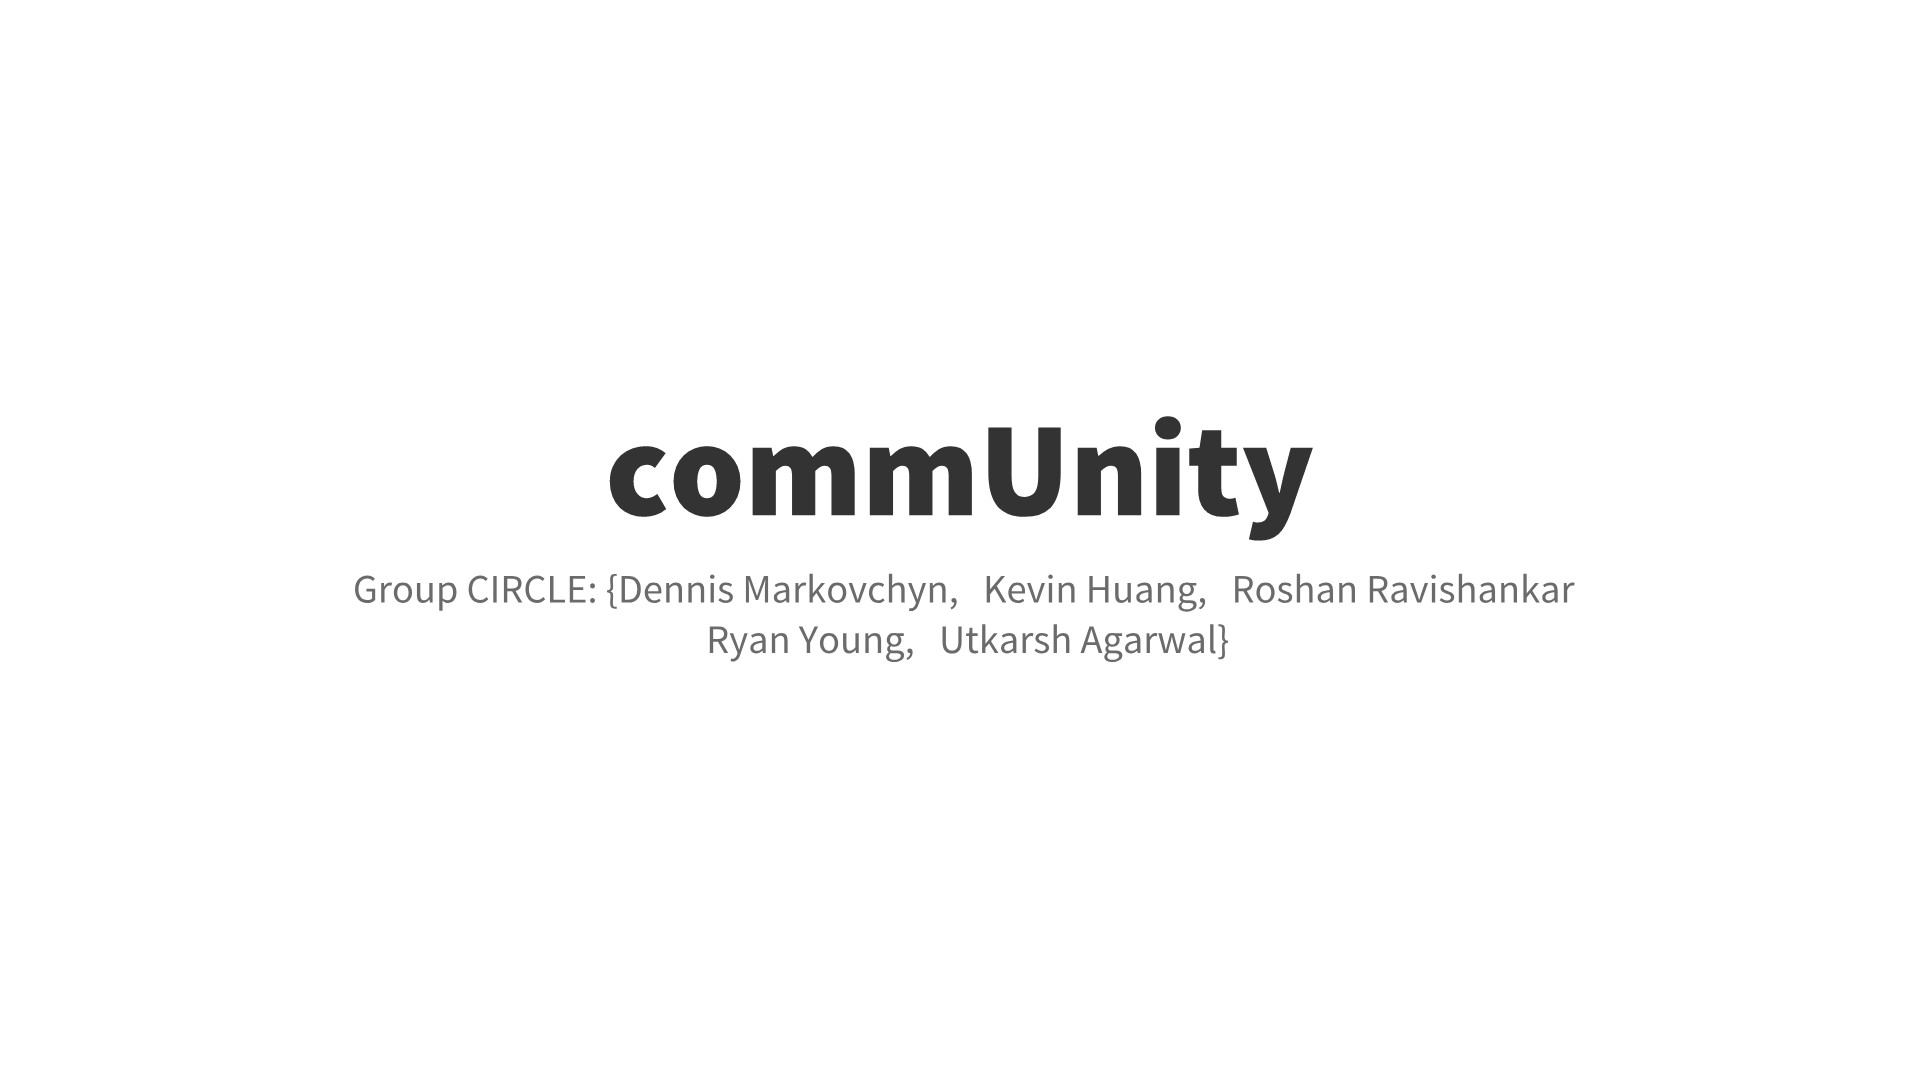 commUnity
Group CIRCLE: {Dennis Markovchyn,   Kevin Huang,   Roshan Ravishankar
Ryan Young,   Utkarsh Agarwal}